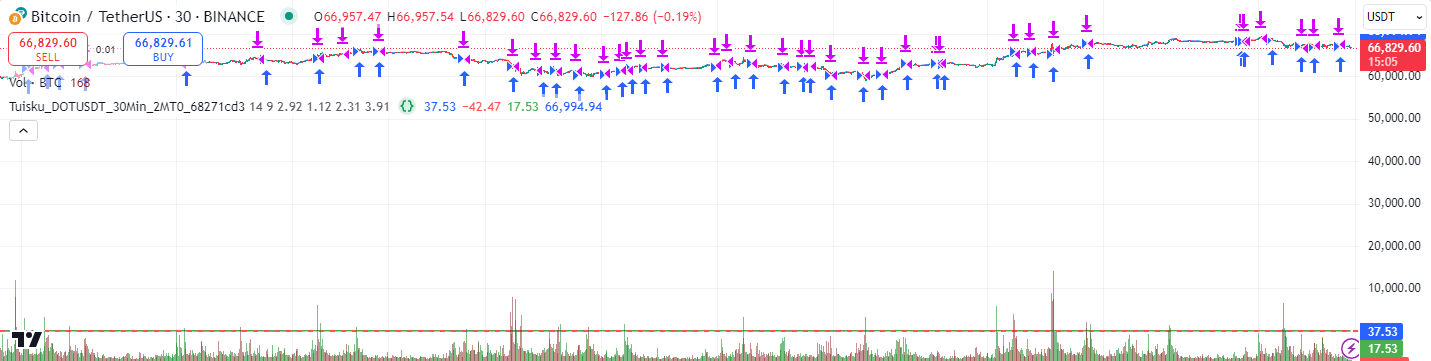 Bitcoin / TetherUS · 30 · BINANCE O66,957.47 H66,957.54 L66,829.60 C66,829.60 −127.86 (−0.19%)
USDT
66,829.60 0.01 66,829.61
SELL BUY
66,829.60
15:05
Vol · BTC 168
60,000.00
Tuisku_DOTUSDT_30Min_2MT0_68271cd3 14 9 2.92 1.12 2.31 3.91 37.53 −42.47 17.53 66,994.94
50,000.00
40,000.00
30,000.00
20,000.00
10,000.00
37.53
17.53